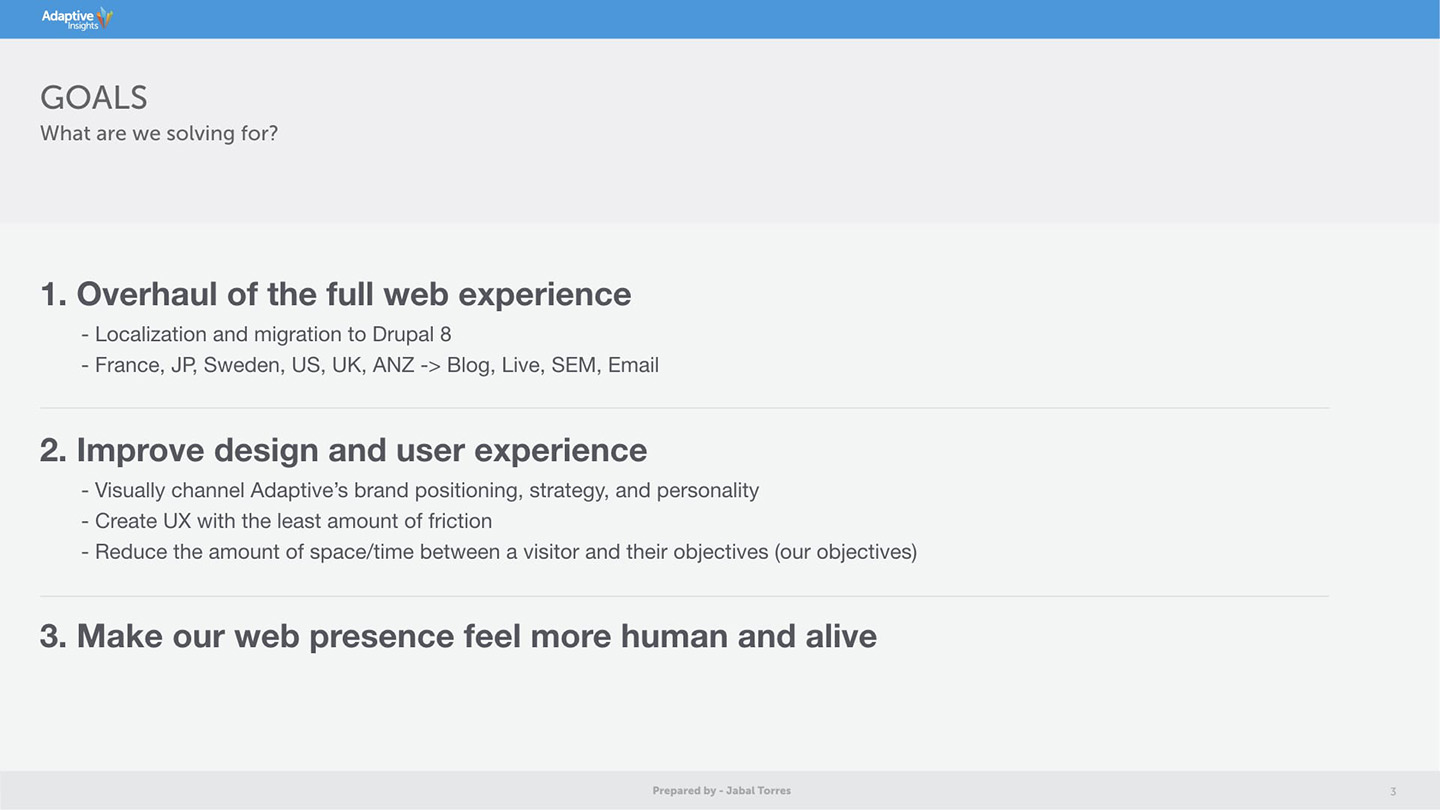 Adaptive
Insights
GOALS
What are we solving for?
1. Overhaul of the full web experience
- Localization and migration to Drupal 8
- France, JP, Sweden, US, UK, ANZ -> Blog, Live, SEM, Email
2. Improve design and user experience
- Visually channel Adaptive’s brand positioning, strategy, and personality
- Create UX with the least amount of friction
- Reduce the amount of space/time between a visitor and their objectives (our objectives)
3. Make our web presence feel more human and alive
Prepared by - Jabal Torres
3